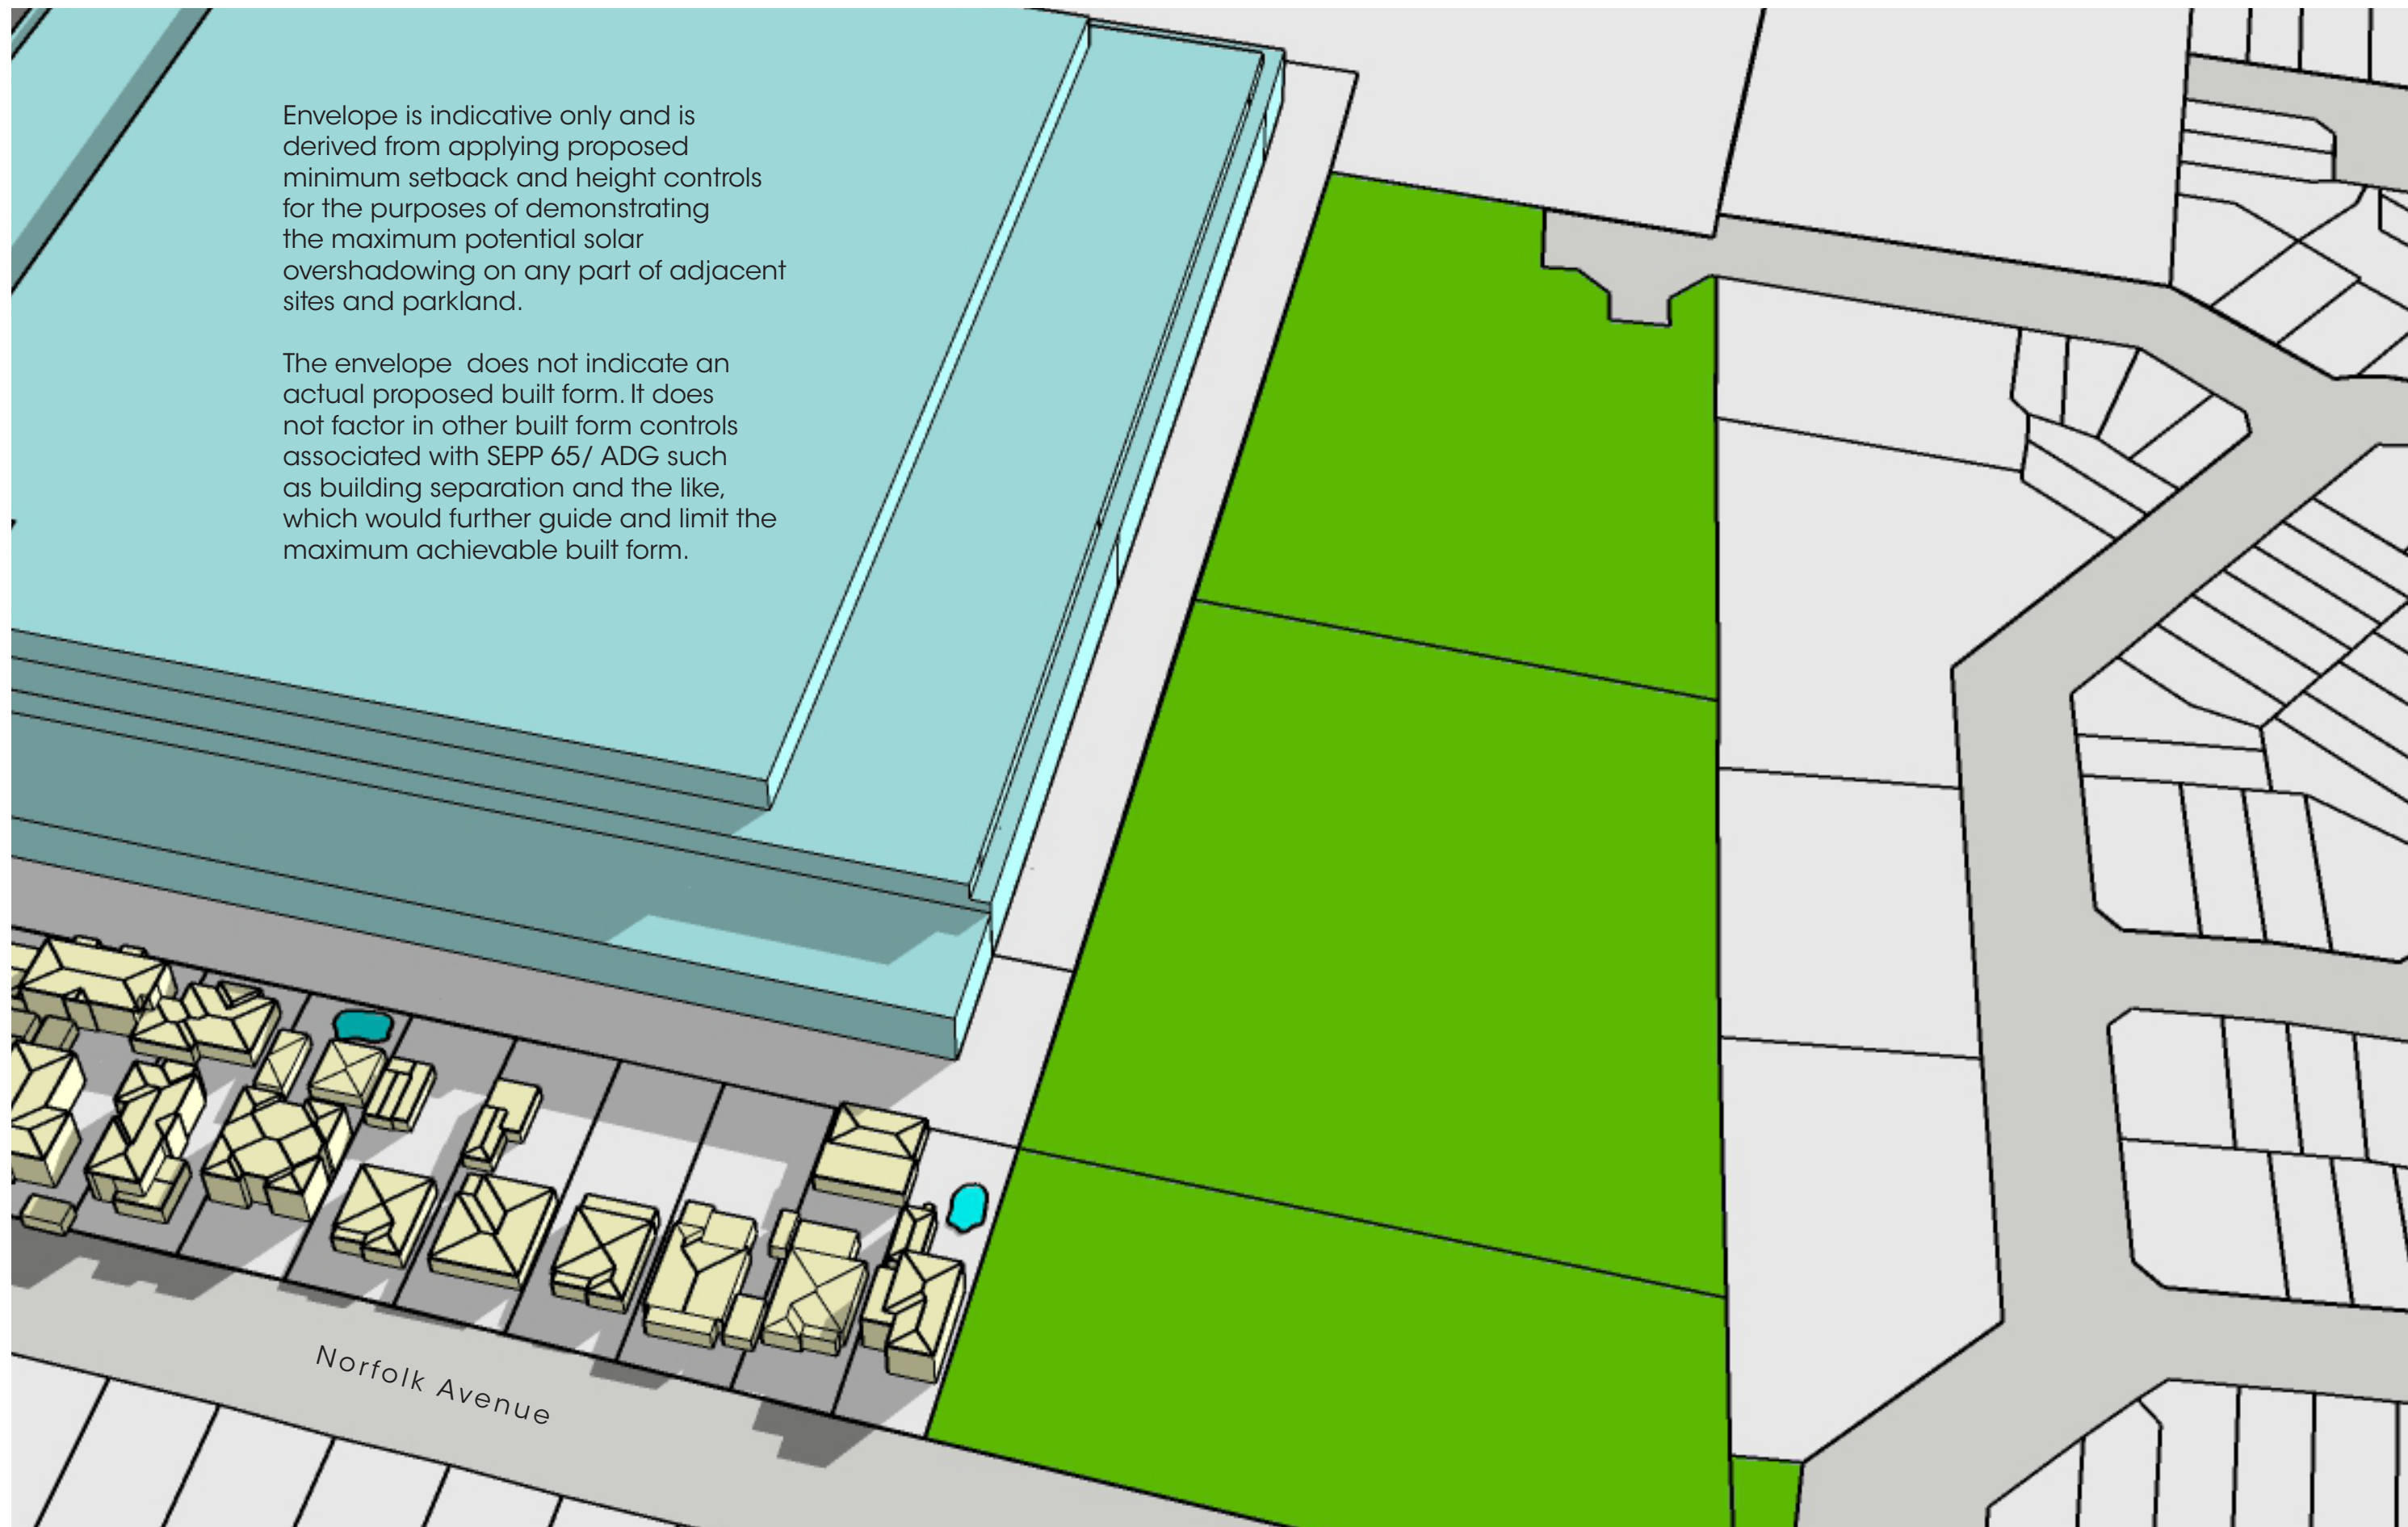 Envelope is indicative only and is
derived from applying proposed
minimum setback and height controls
for the purposes of demonstrating
the maximum potential solar
overshadowing on any part of adjacent
sites and parkland.
The envelope  does not indicate an
actual proposed built form. It does
not factor in other built form controls
associated with SEPP 65/ ADG such
as building separation and the like,
which would further guide and limit the
maximum achievable built form.
Norfolk Avenue